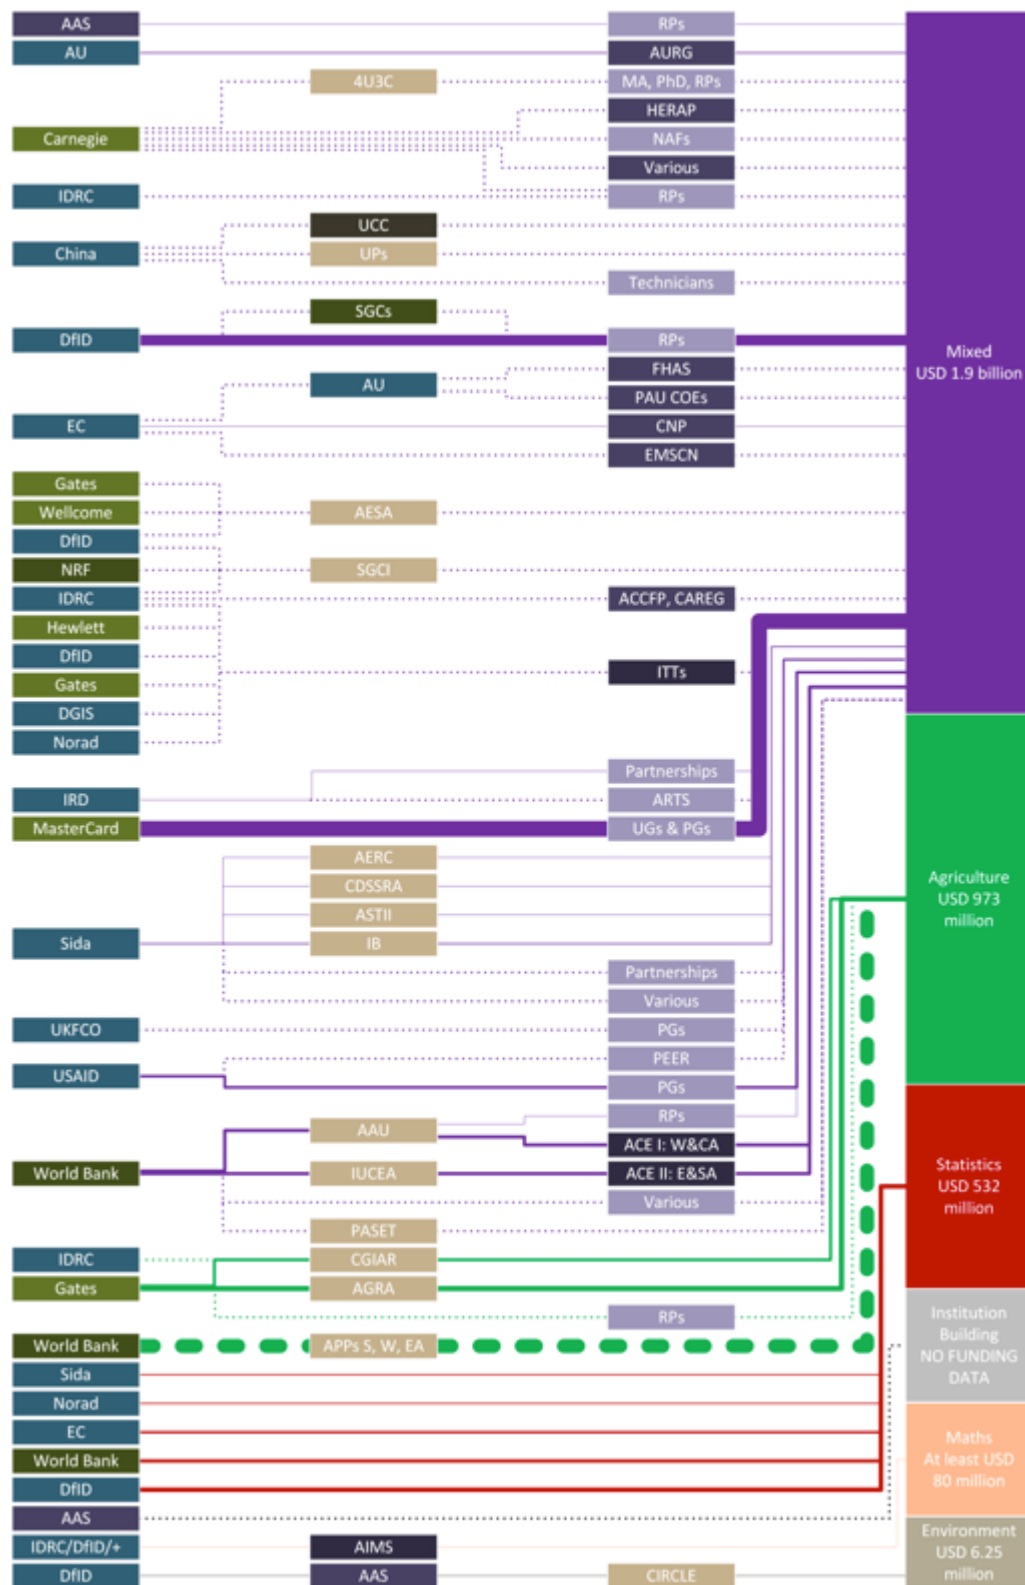 AAS
RPs
AU
AURG
4U3C
MA, PhD, RPs
HERAP
Carnegie
NAFs
Various
IDRC
RPs
UCC
China
UPs
Technicians
SGCs
DfID
RPs
Mixed
USD 1.9 billion
FHAS
AU
PAU COEs
EC
CNP
EMSCN
Gates
Wellcome
AESA
DfID
NRF
SGCI
IDRC
ACCFP, CAREG
Hewlett
DfID
ITTs
Gates
DGIS
Norad
Partnerships
IRD
ARTS
MasterCard
UGs & PGs
AERC
CDSSRA
Agriculture
USD 973
million
ASTII
Sida
IB
Partnerships
Various
UKFCO
PGs
PEER
USAID
PGs
RPs
AAU
ACE I: W&CA
World Bank
IUCEA
ACE II: E&SA
Statistics
USD 532
million
Various
PASET
IDRC
CGIAR
Gates
AGRA
RPs
Institution
Building
NO FUNDING
DATA
World Bank
APPs S, W, EA
Sida
Norad
EC
World Bank
Maths
At least USD
80 million
DfID
AAS
IDRC/DfID/+
AIMS
Environment
USD 6.25
million
DfID
AAS
CIRCLE